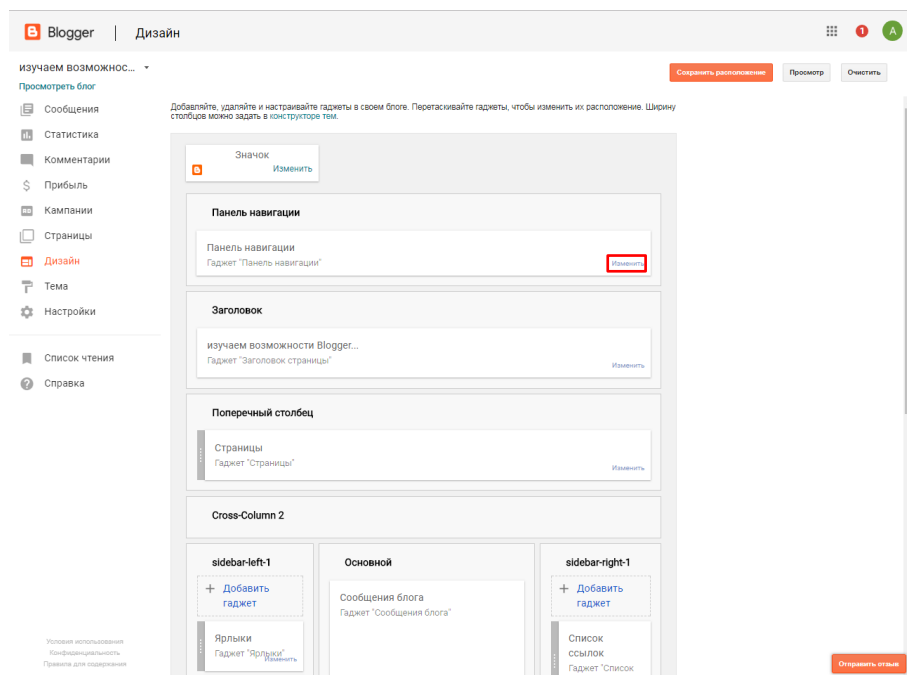 Blogger | Дизайн
1
A
изучаем возможнос...
Просмотреть блог
Сохранить расположение
Просмотр
Очистить
Сообщения
Статистика
Комментарии
Прибыль
Кампании
Страницы
Дизайн
Тема
Настройки
Список чтения
Справка
Условия использования
Конфиденциальность
Правила для содержания
Добавляйте, удаляйте и настраивайте гаджеты в своем блоге. Перетаскивайте гаджеты, чтобы изменить их расположение. Ширину
столбцов можно задать в конструкторе тем.
Значок
Изменить
Панель навигации
Панель навигации
Гаджет "Панель навигации"
Изменить
Заголовок
изучаем возможности Blogger...
Гаджет "Заголовок страницы"
Изменить
Поперечный столбец
Страницы
Гаджет "Страницы"
Изменить
Cross-Column 2
sidebar-left-1
+ Добавить
гаджет
Ярлыки
Гаджет "Ярлыки"
Изменить
Основной
Сообщения блога
Гаджет "Сообщения блога"
sidebar-right-1
+ Добавить
гаджет
Список
ссылок
Гаджет "Список
Отправить отзыв